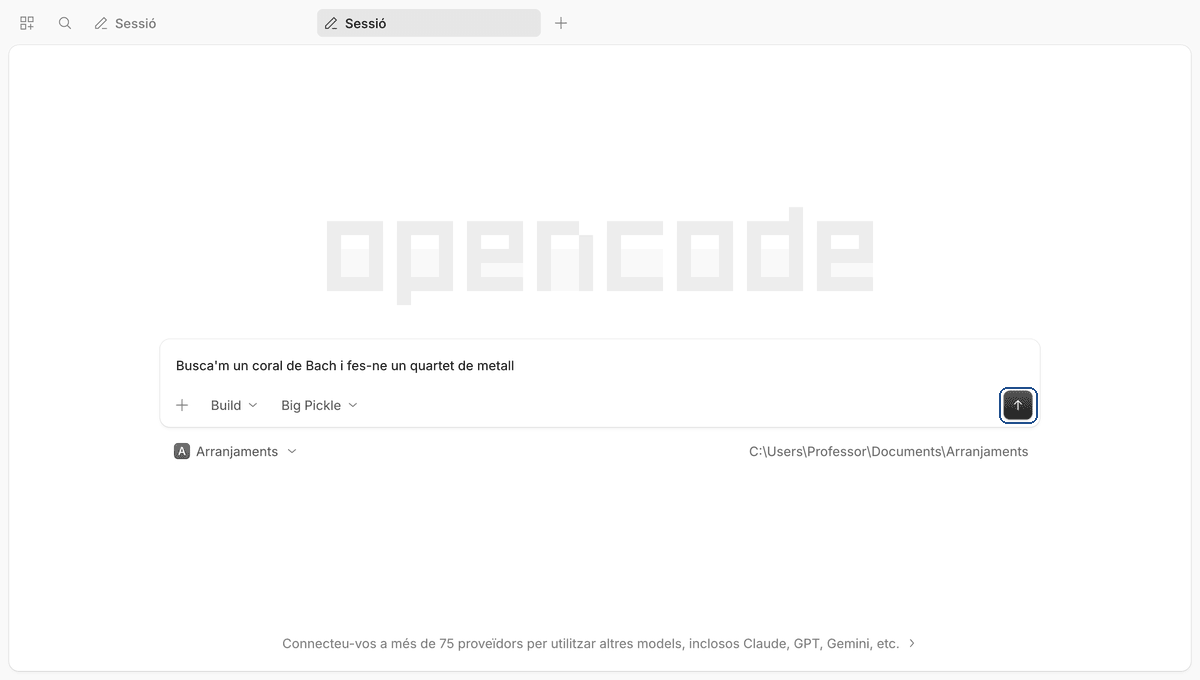 Sessió
Sessió
opencode
Busca'm un coral de Bach i fes-ne un quartet de metall
Build
Big Pickle
A Arranjaments
C:\Users\Professor\Documents\Arranjaments
Connecteu-vos a més de 75 proveïdors per utilitzar altres models, inclosos Claude, GPT, Gemini, etc.